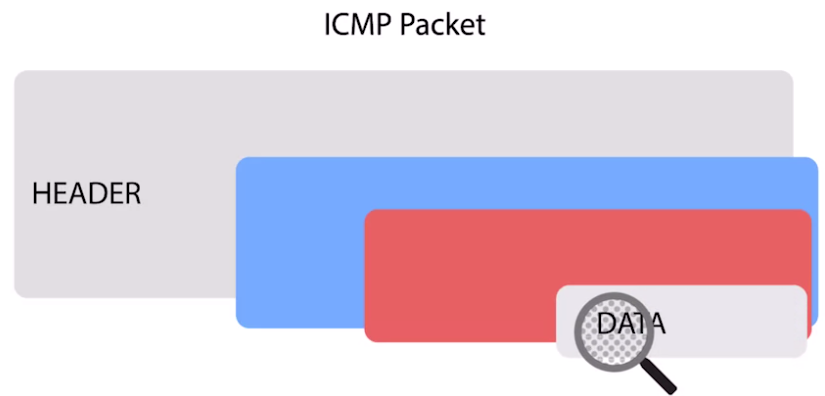 ICMP Packet
HEADER
DATA